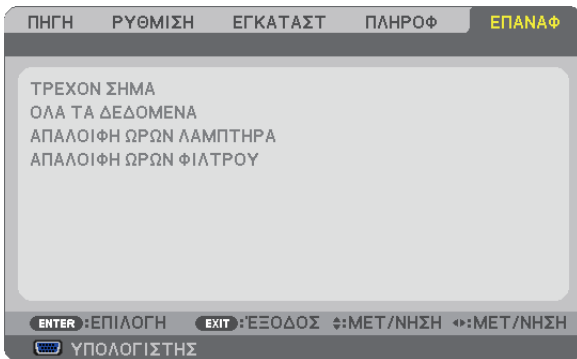 ΠΗΓΗ ΡΥΘΜΙΣΗ ΕΓΚΑΤΑΣΤ ΠΛΗΡΟΦ ΕΠΑΝΑΦ
ΤΡΕΧΟΝ ΣΗΜΑ
ΟΛΑ ΤΑ ΔΕΔΟΜΕΝΑ
ΑΠΑΛΟΙΦΗ ΩΡΩΝ ΛΑΜΠΤΗΡΑ
ΑΠΑΛΟΙΦΗ ΩΡΩΝ ΦΙΛΤΡΟΥ
ENTER :ΕΠΙΛΟΓΗ EXIT :ΈΞΟΔΟΣ :ΜΕΤ/ΝΗΣΗ :ΜΕΤ/ΝΗΣΗ
ΥΠΟΛΟΓΙΣΤΗΣ